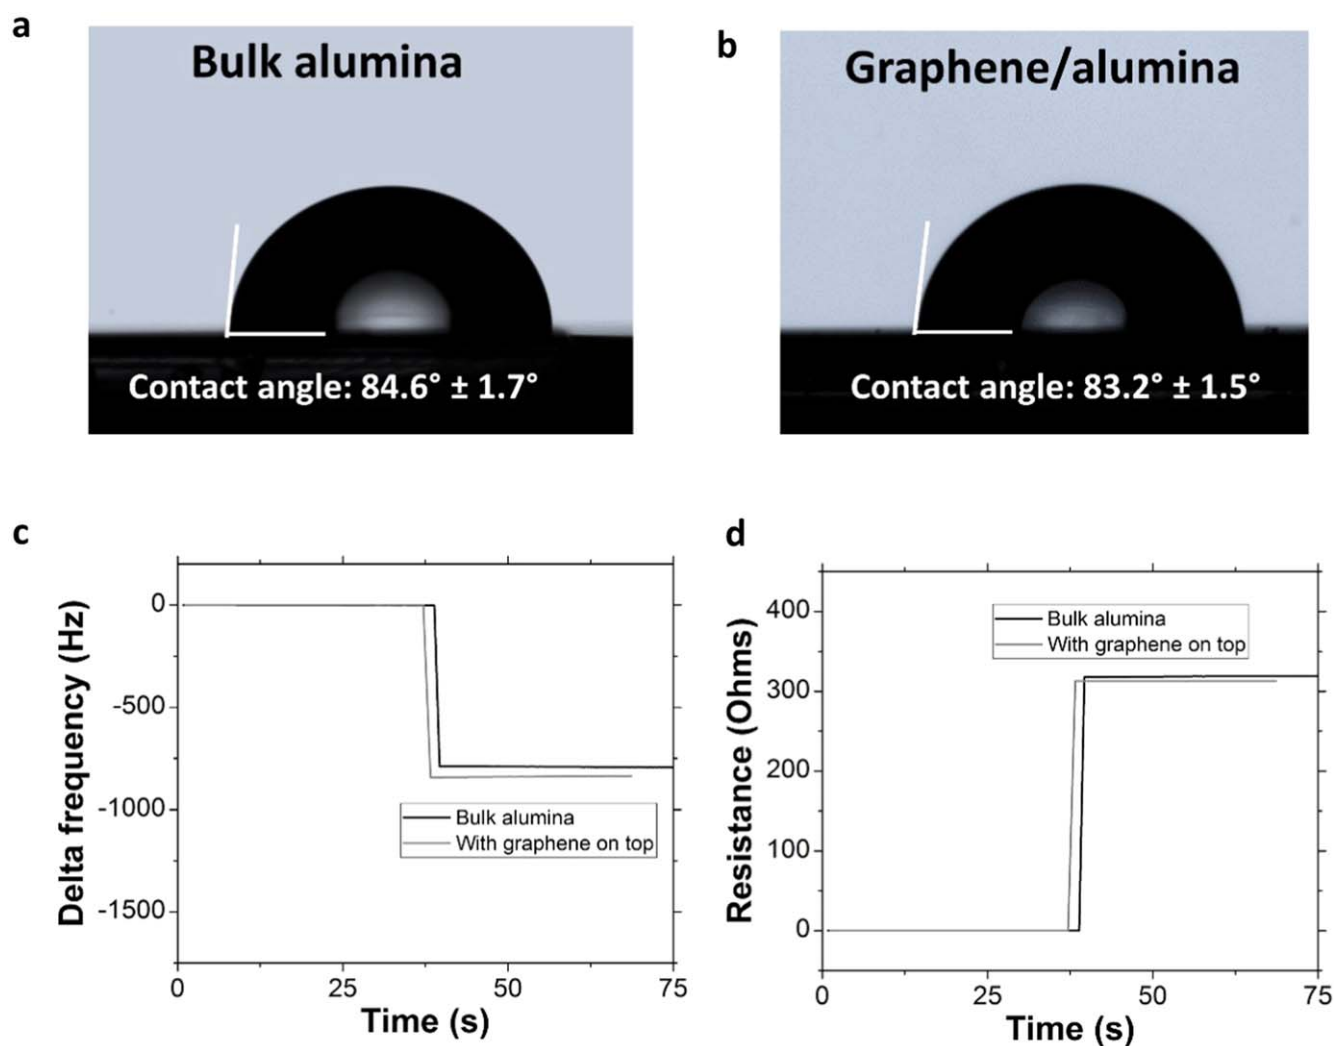 a
Bulk alumina
Contact angle: 84.6° ± 1.7°
b
Graphene/alumina
Contact angle: 83.2° ± 1.5°
c
Delta frequency (Hz)
0
-500
-1000
-1500
Bulk alumina
With graphene on top
0 25 50 75
Time (s)
d
Resistance (Ohms)
400
300
200
100
0
Bulk alumina
With graphene on top
0 25 50 75
Time (s)